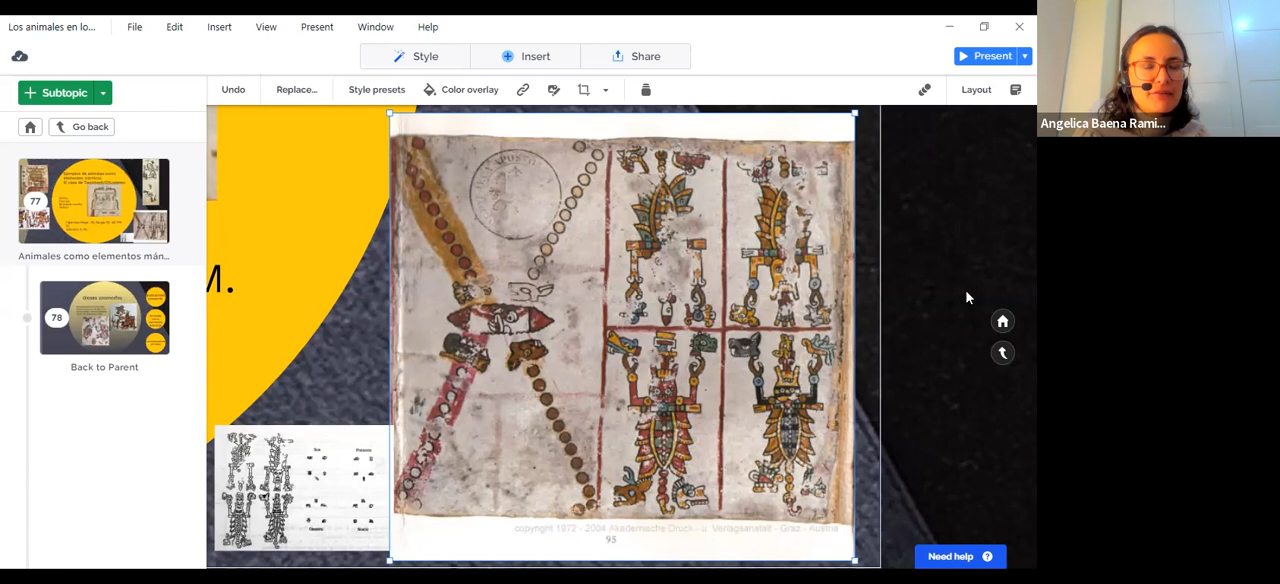 Los animales en lo...
File
Edit
Insert
View
Present
Window
Help
Style
Insert
Share
Present
Subtopic
Undo
Replace...
Style presets
Color overlay
Layout
Go back
77
Animales como elementos mán...
78
Back to Parent
M.
copyright 1972 - 2004 Akademische Druck - u. Verlagsanstalt - Graz - Austria
93
Need help ?
Angelica Baena Rami...